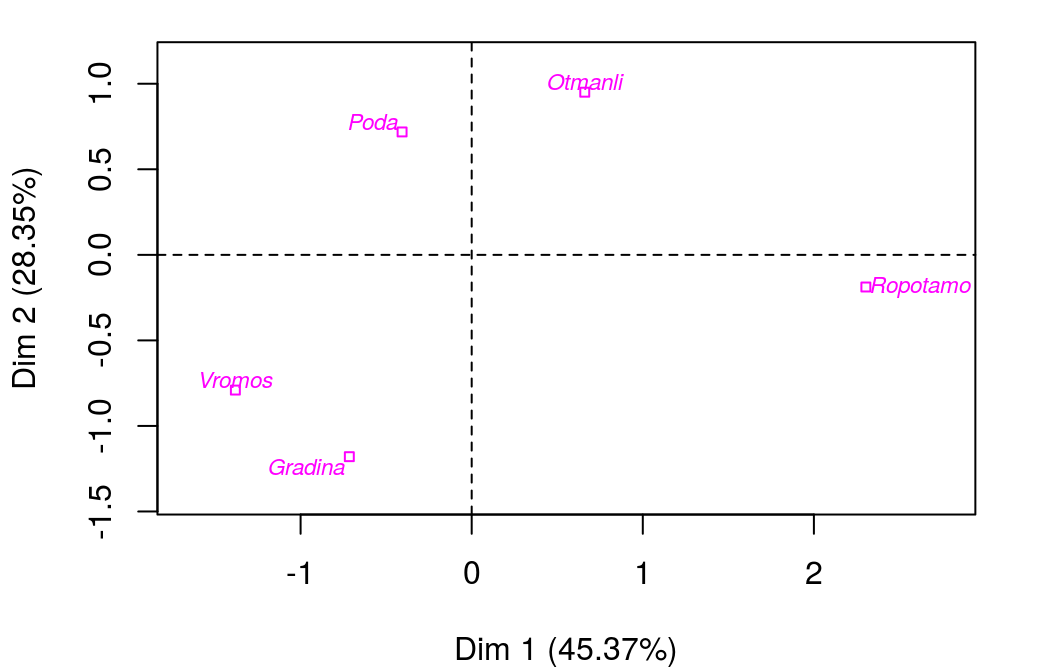 Otmanli
Poda
Ropotamo
Vromos
Gradina
1.0
0.5
0.0
-0.5
-1.0
-1.5
Dim 2 (28.35%)
-1
0
1
2
Dim 1 (45.37%)